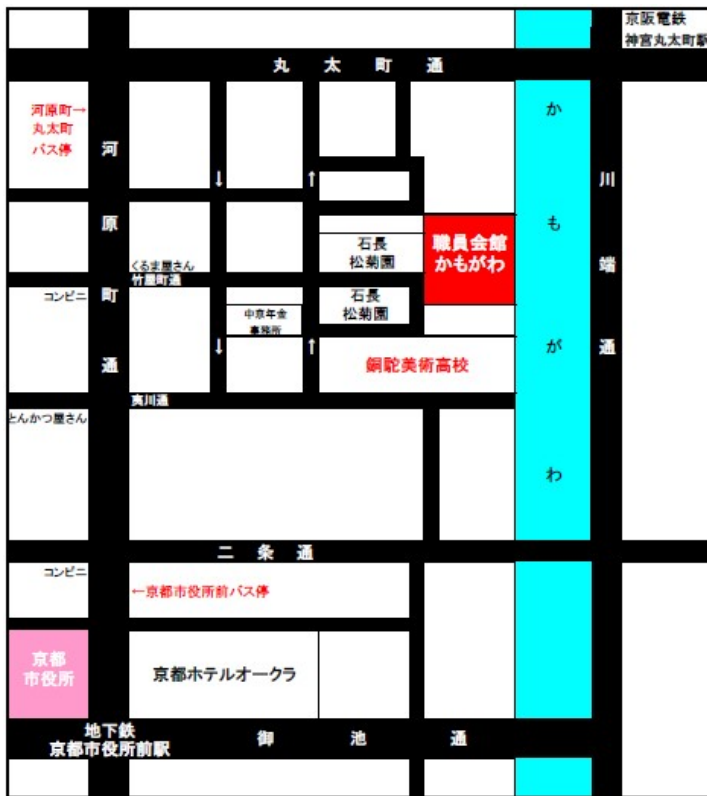 京阪電鉄
神宮丸太町駅
丸太町通
河原町→
丸太町
バス停
河原町通
かもがわ
川端通
↓
↑
石長
松菊園
職員会館
かもがわ
くるま屋さん
竹屋町通
コンビニ
石長
松菊園
中京年金
事務所
↓
↑
銅駝美術高校
夷川通
とんかつ屋さん
二条通
コンビニ
←京都市役所前バス停
京都
市役所
京都ホテルオークラ
地下鉄
京都市役所前駅
御池通